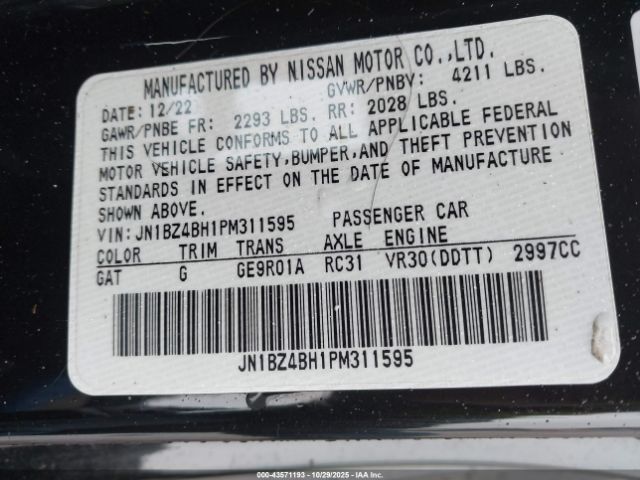 MANUFACTURED BY NISSAN MOTOR CO.,LTD.
DATE: 12/22 GVWR/PNBV: 4211 LBS.
GAWR/PNBE FR: 2293 LBS. RR: 2028 LBS.
THIS VEHICLE CONFORMS TO ALL APPLICABLE FEDERAL
MOTOR VEHICLE SAFETY,BUMPER,AND THEFT PREVENTION
STANDARDS IN EFFECT ON THE DATE OF MANUFACTURE
SHOWN ABOVE.
VIN:JN1BZ4BH1PM311595 PASSENGER CAR
COLOR TRIM TRANS AXLE ENGINE
GAT G GE9R01A RC31 VR30(DDTT) 2997CC
JN1BZ4BH1PM311595
© - 000-43571193 - 10/29/2025 - IAATC -